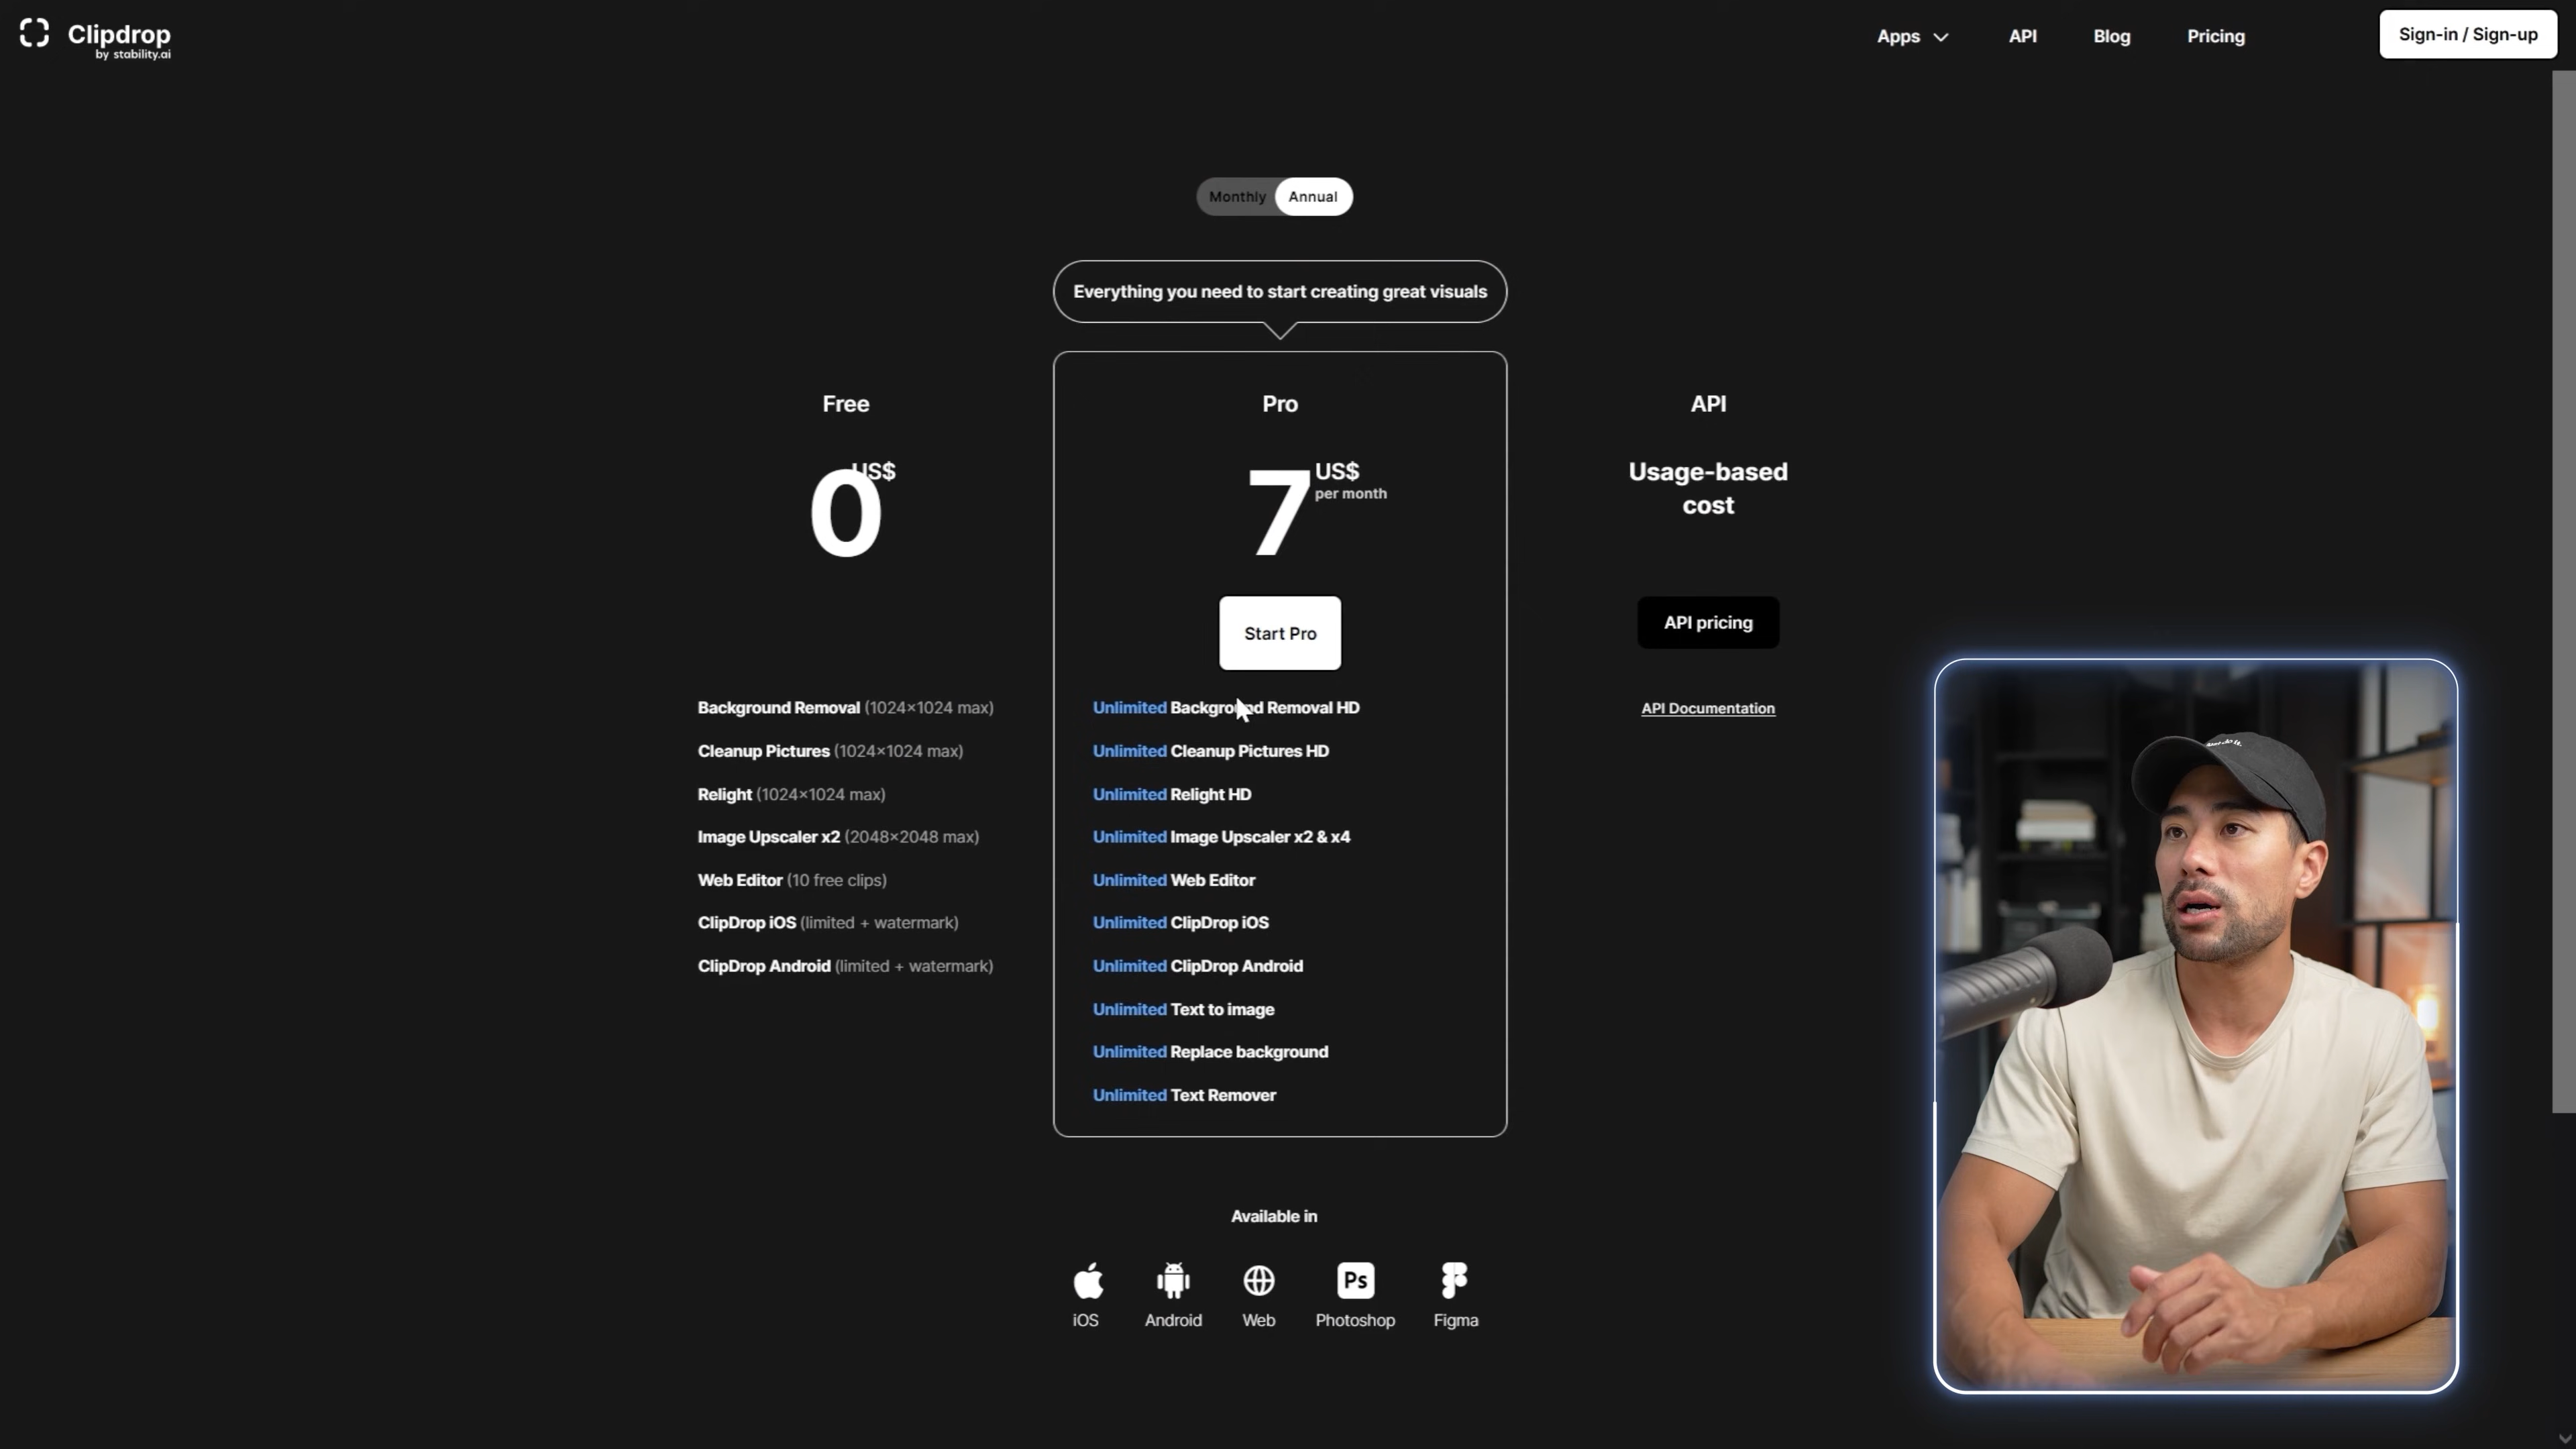 Clipdrop
by stability.ai
Apps
API
Blog
Pricing
Sign-in / Sign-up
Monthly
Annual
Everything you need to start creating great visuals
Free
US$
0
Background Removal (1024×1024 max)
Cleanup Pictures (1024×1024 max)
Relight (1024×1024 max)
Image Upscaler x2 (2048×2048 max)
Web Editor (10 free clips)
ClipDrop iOS (limited + watermark)
ClipDrop Android (limited + watermark)
Pro
7
US$
per month
Start Pro
Unlimited Background Removal HD
Unlimited Cleanup Pictures HD
Unlimited Relight HD
Unlimited Image Upscaler x2 & x4
Unlimited Web Editor
Unlimited ClipDrop iOS
Unlimited ClipDrop Android
Unlimited Text to image
Unlimited Replace background
Unlimited Text Remover
API
Usage-based
cost
API pricing
API Documentation
Available in
iOS
Android
Web
Ps
Photoshop
Figma